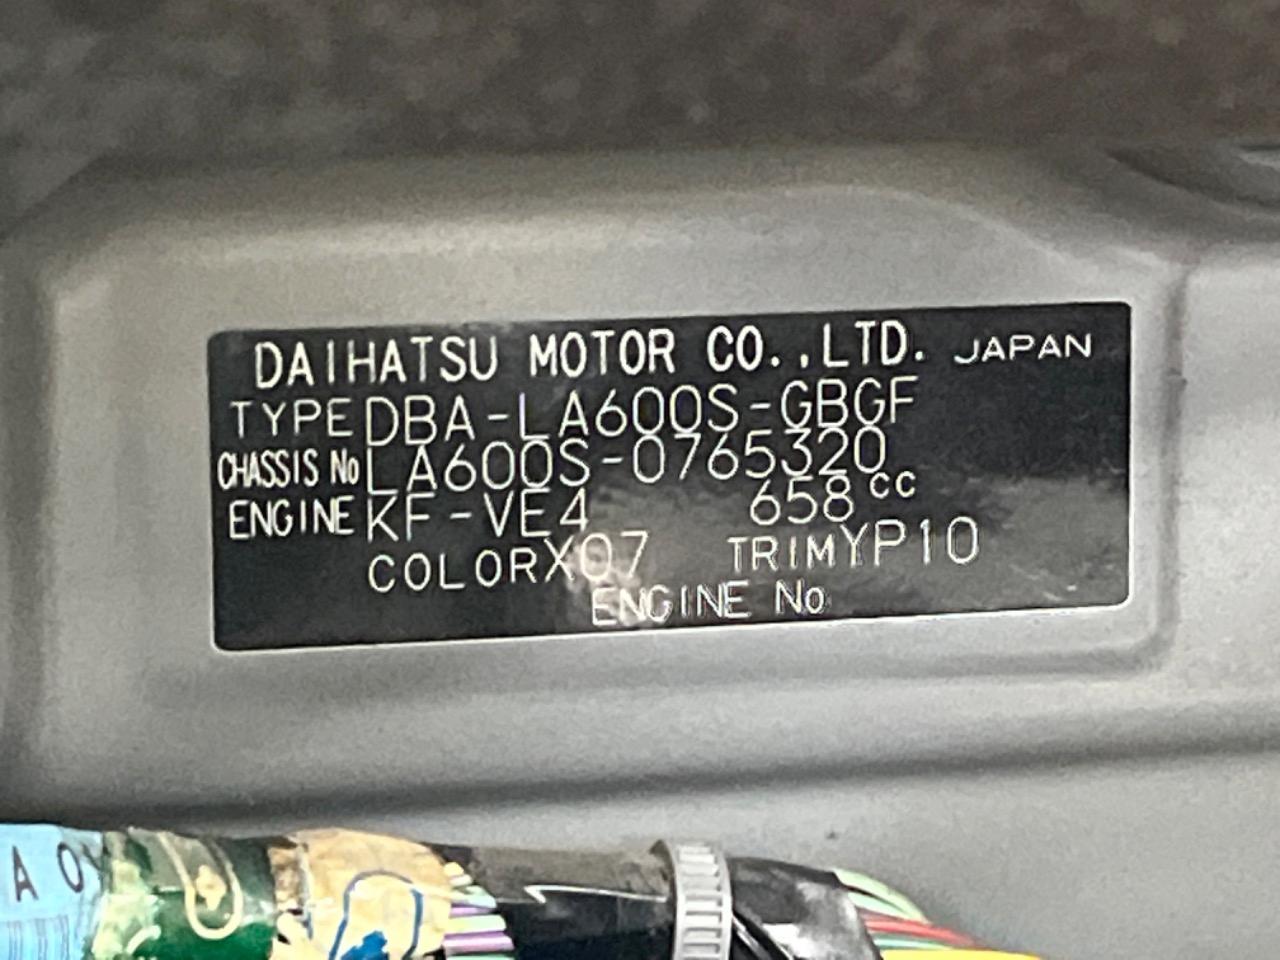 DAIHATSU MOTOR CO.,LTD. JAPAN
TYPE DBA-LA600S-GBGF
CHASSIS No LA600S-0765320
ENGINE KF-VE4 658cc
COLOR X07 TRIM YP10
ENGINE No
A 0